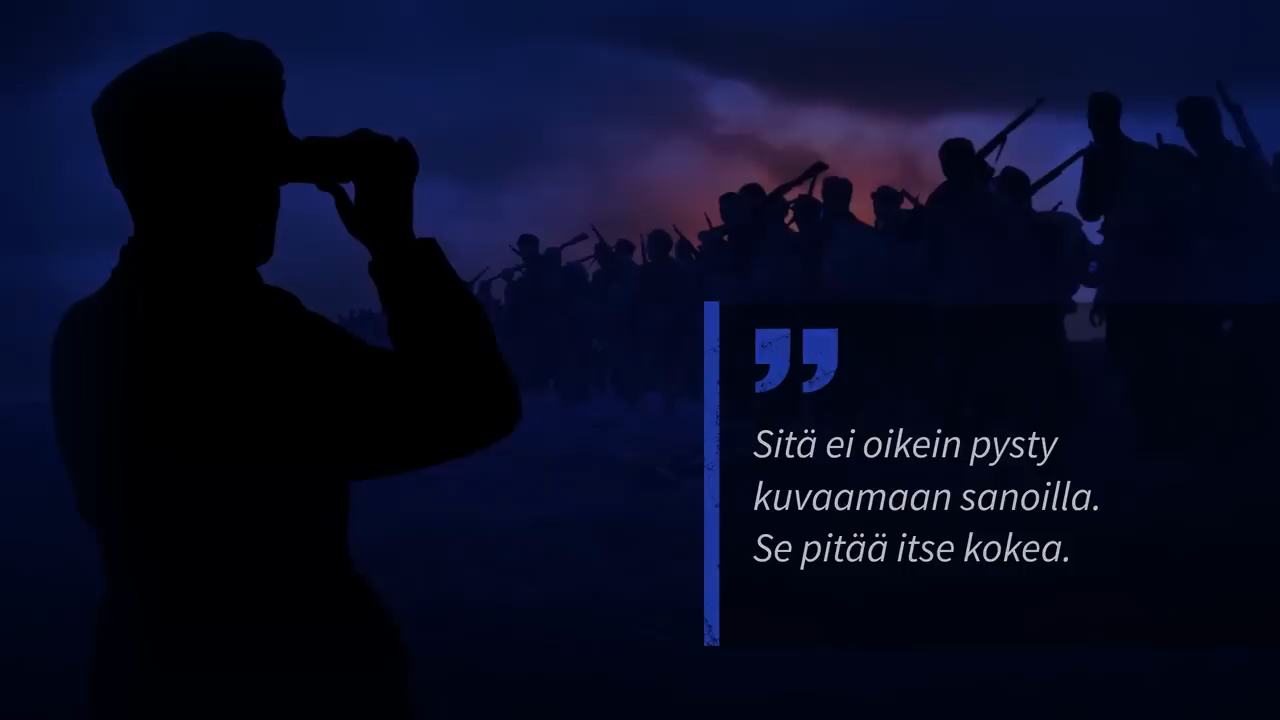 ”
Sitä ei oikein pysty
kuvaamaan sanoilla.
Se pitää itse kokea.